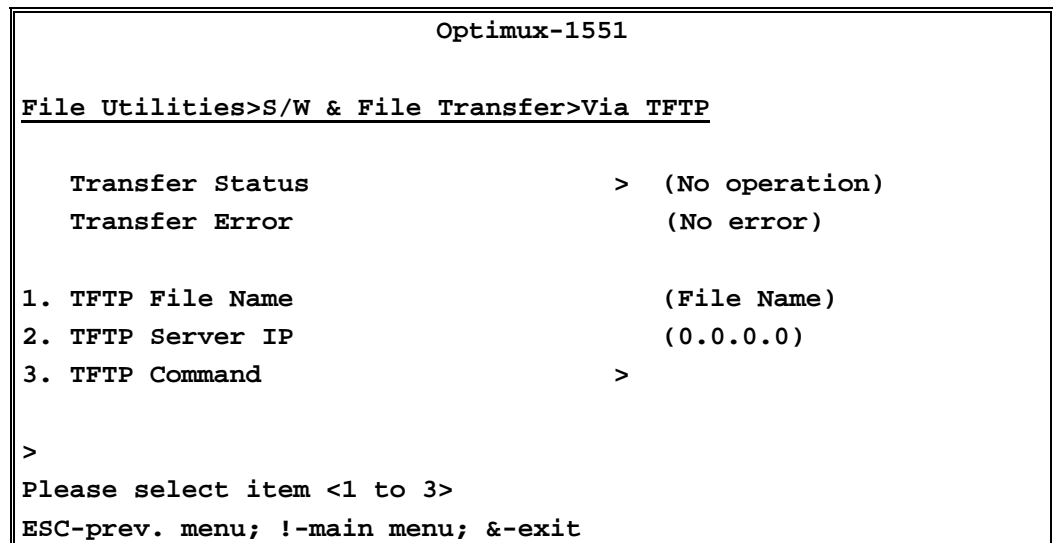 Optimux-1551
File Utilities>S/W & File Transfer>Via TFTP
Transfer Status > (No operation)
Transfer Error (No error)
1. TFTP File Name (File Name)
2. TFTP Server IP (0.0.0.0)
3. TFTP Command >
>
Please select item <1 to 3>
ESC-prev. menu; !-main menu; &-exit